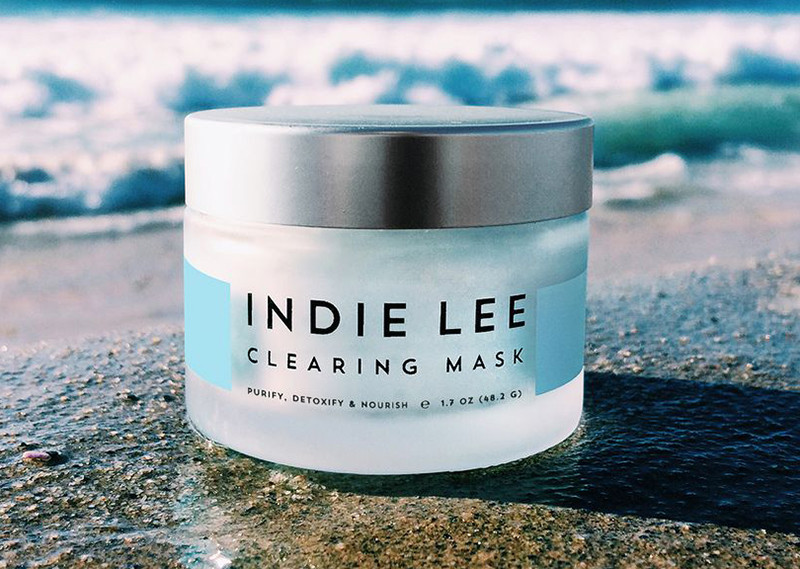 INDIE LEE
CLEARING MASK
PURIFY, DETOXIFY & NOURISH ℮ 1.7 OZ (48.2 G)